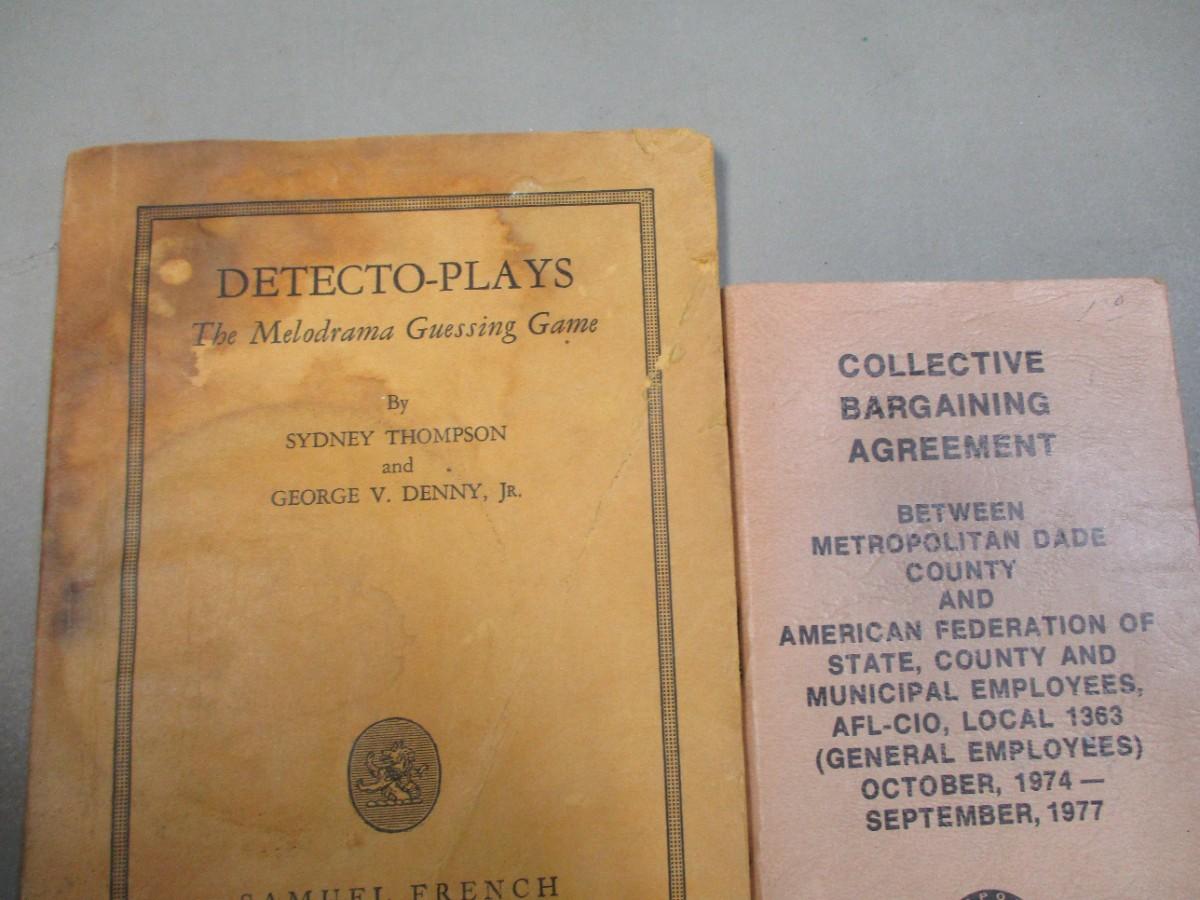 DETECTO-PLAYS
The Melodrama Guessing Game
By
SYDNEY THOMPSON
and
GEORGE V. DENNY, JR.
SAMUEL FRENCH
COLLECTIVE
BARGAINING
AGREEMENT
BETWEEN
METROPOLITAN DADE
COUNTY
AND
AMERICAN FEDERATION OF
STATE, COUNTY AND
MUNICIPAL EMPLOYEES,
AFL-CIO, LOCAL 1363
(GENERAL EMPLOYEES)
OCTOBER, 1974 —
SEPTEMBER, 1977